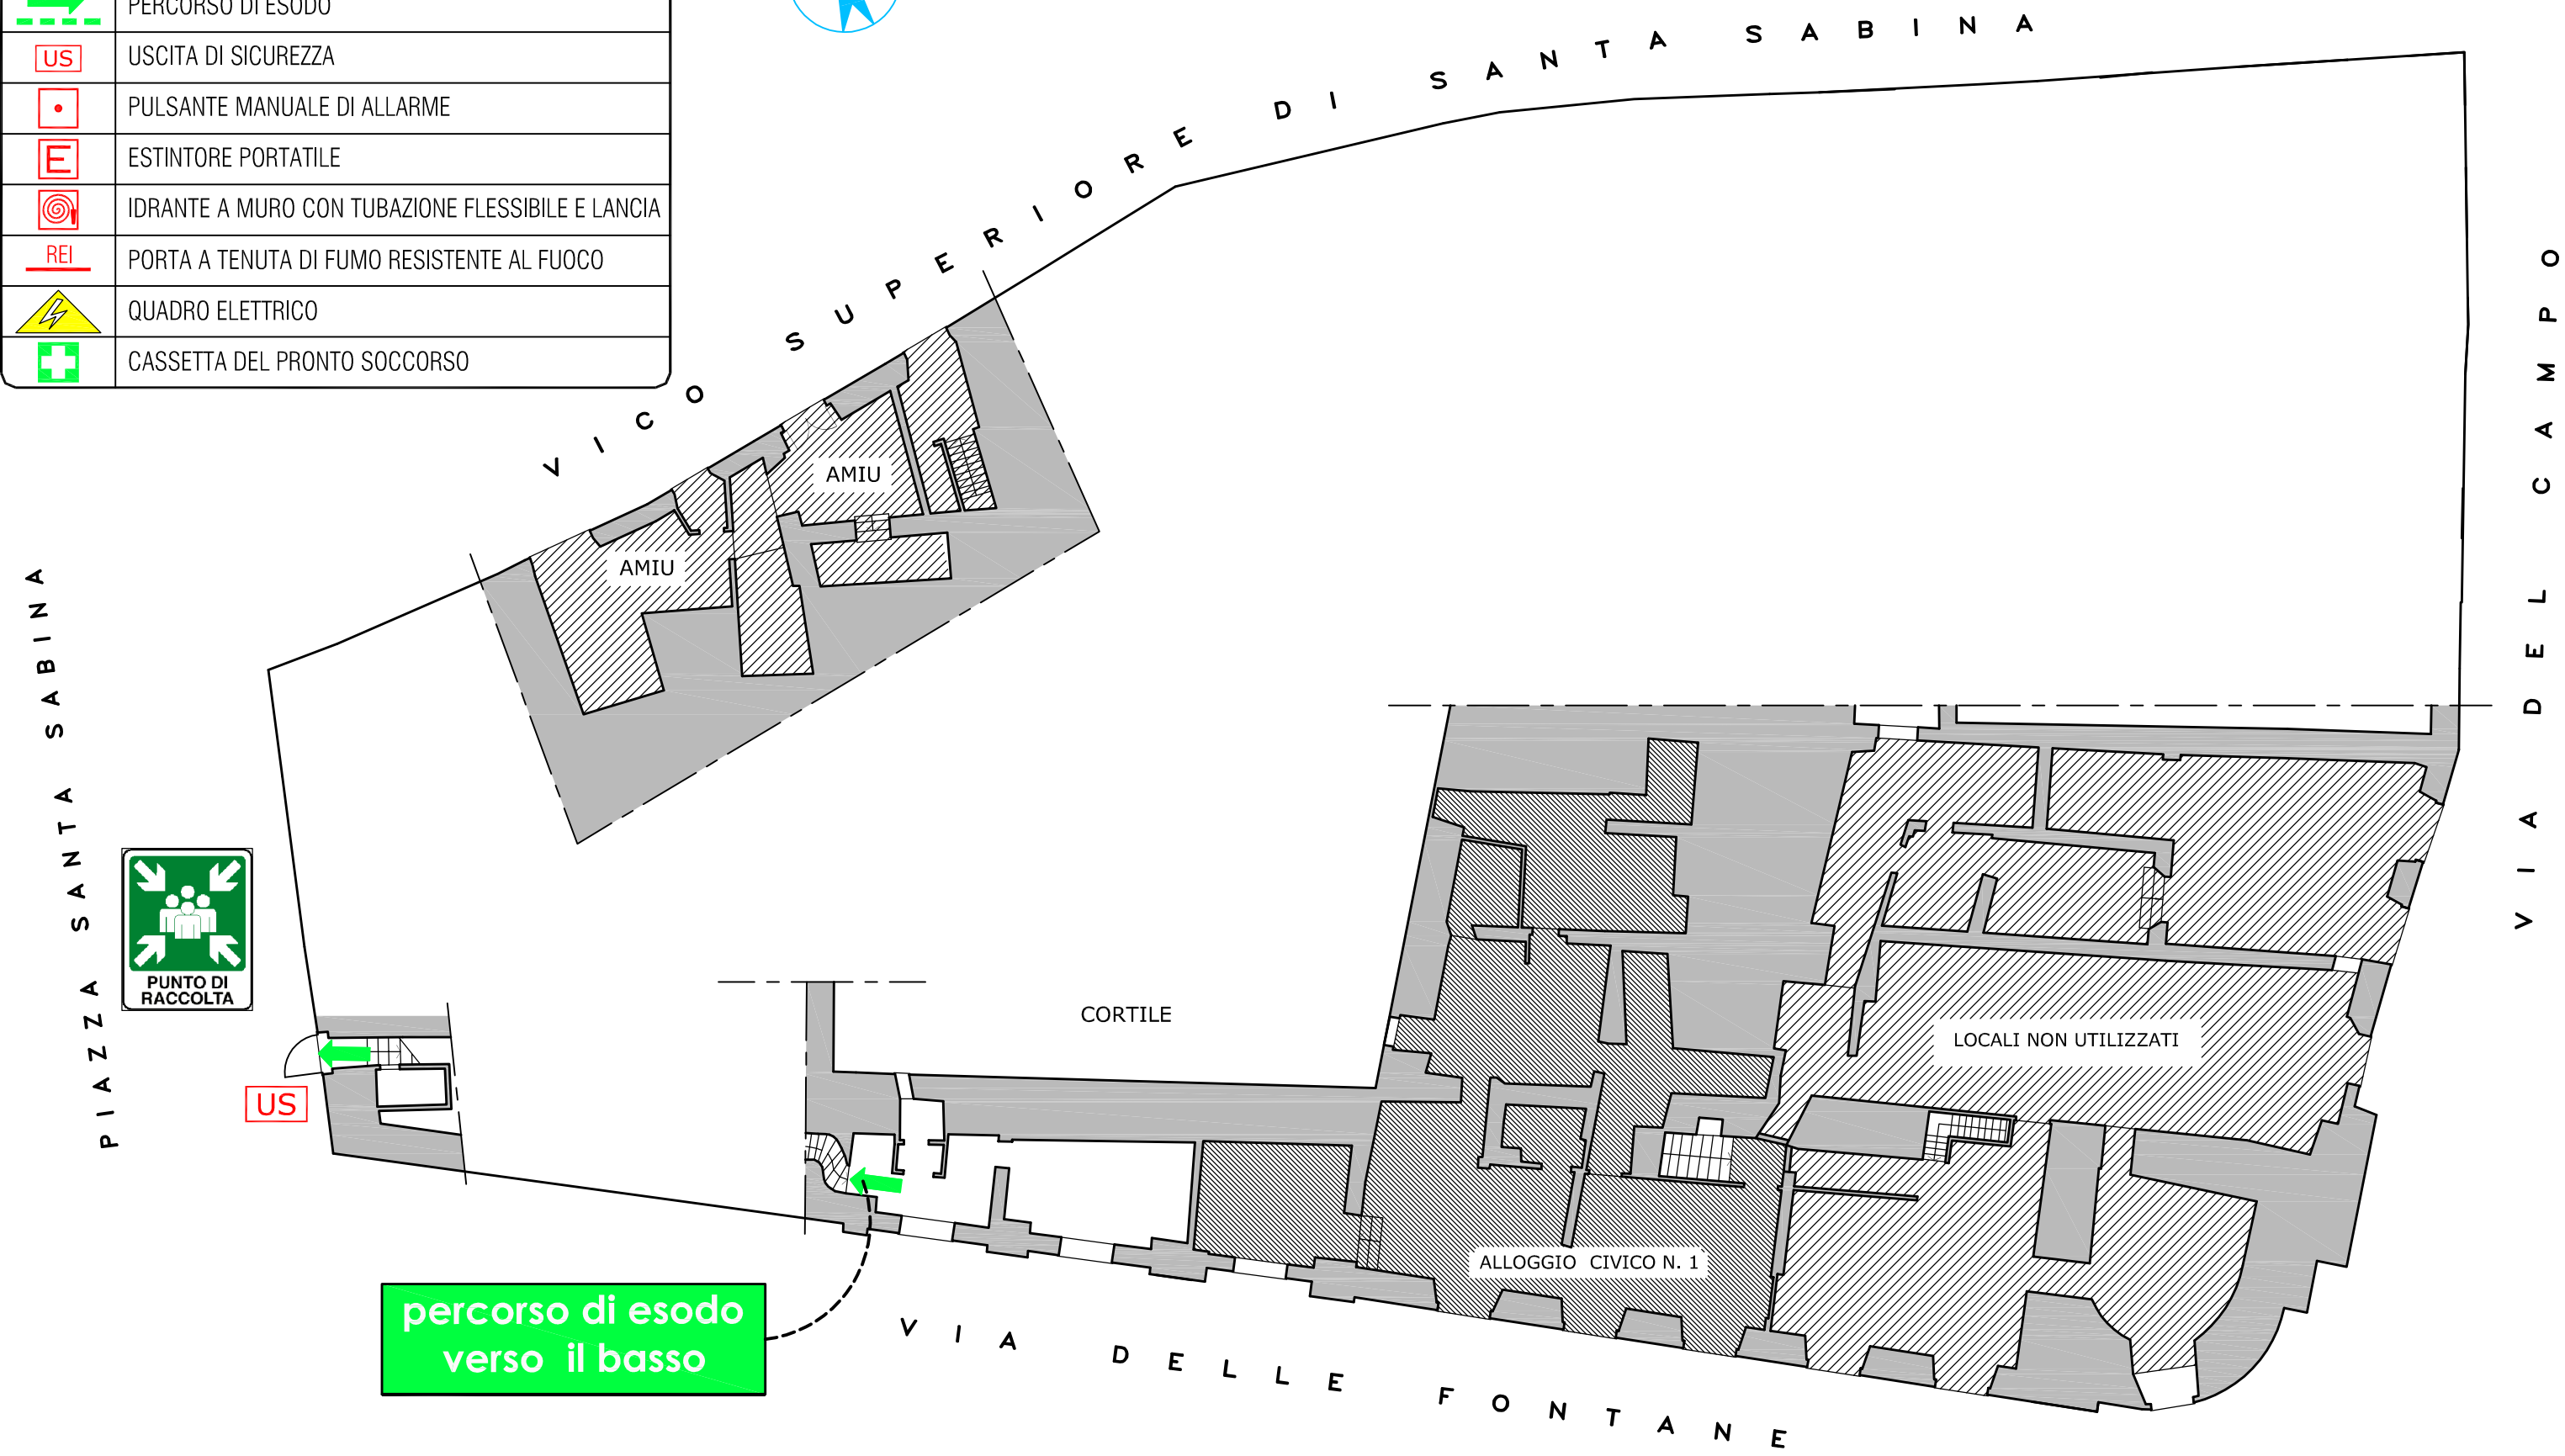 PERCORSO DI ESODO
US USCITA DI SICUREZZA
PULSANTE MANUALE DI ALLARME
E ESTINTORE PORTATILE
IDRANTE A MURO CON TUBAZIONE FLESSIBILE E LANCIA
REI PORTA A TENUTA DI FUMO RESISTENTE AL FUOCO
QUADRO ELETTRICO
CASSETTA DEL PRONTO SOCCORSO
VICO SUPERIORE DI SANTA SABINA
VIA DEL CAMPO
AMIU
AMIU
PIAZZA SANTA SABINA
PUNTO DI
RACCOLTA
US
CORTILE
LOCALI NON UTILIZZATI
ALLOGGIO CIVICO N. 1
percorso di esodo
verso il basso
VIA DELLE FONTANE